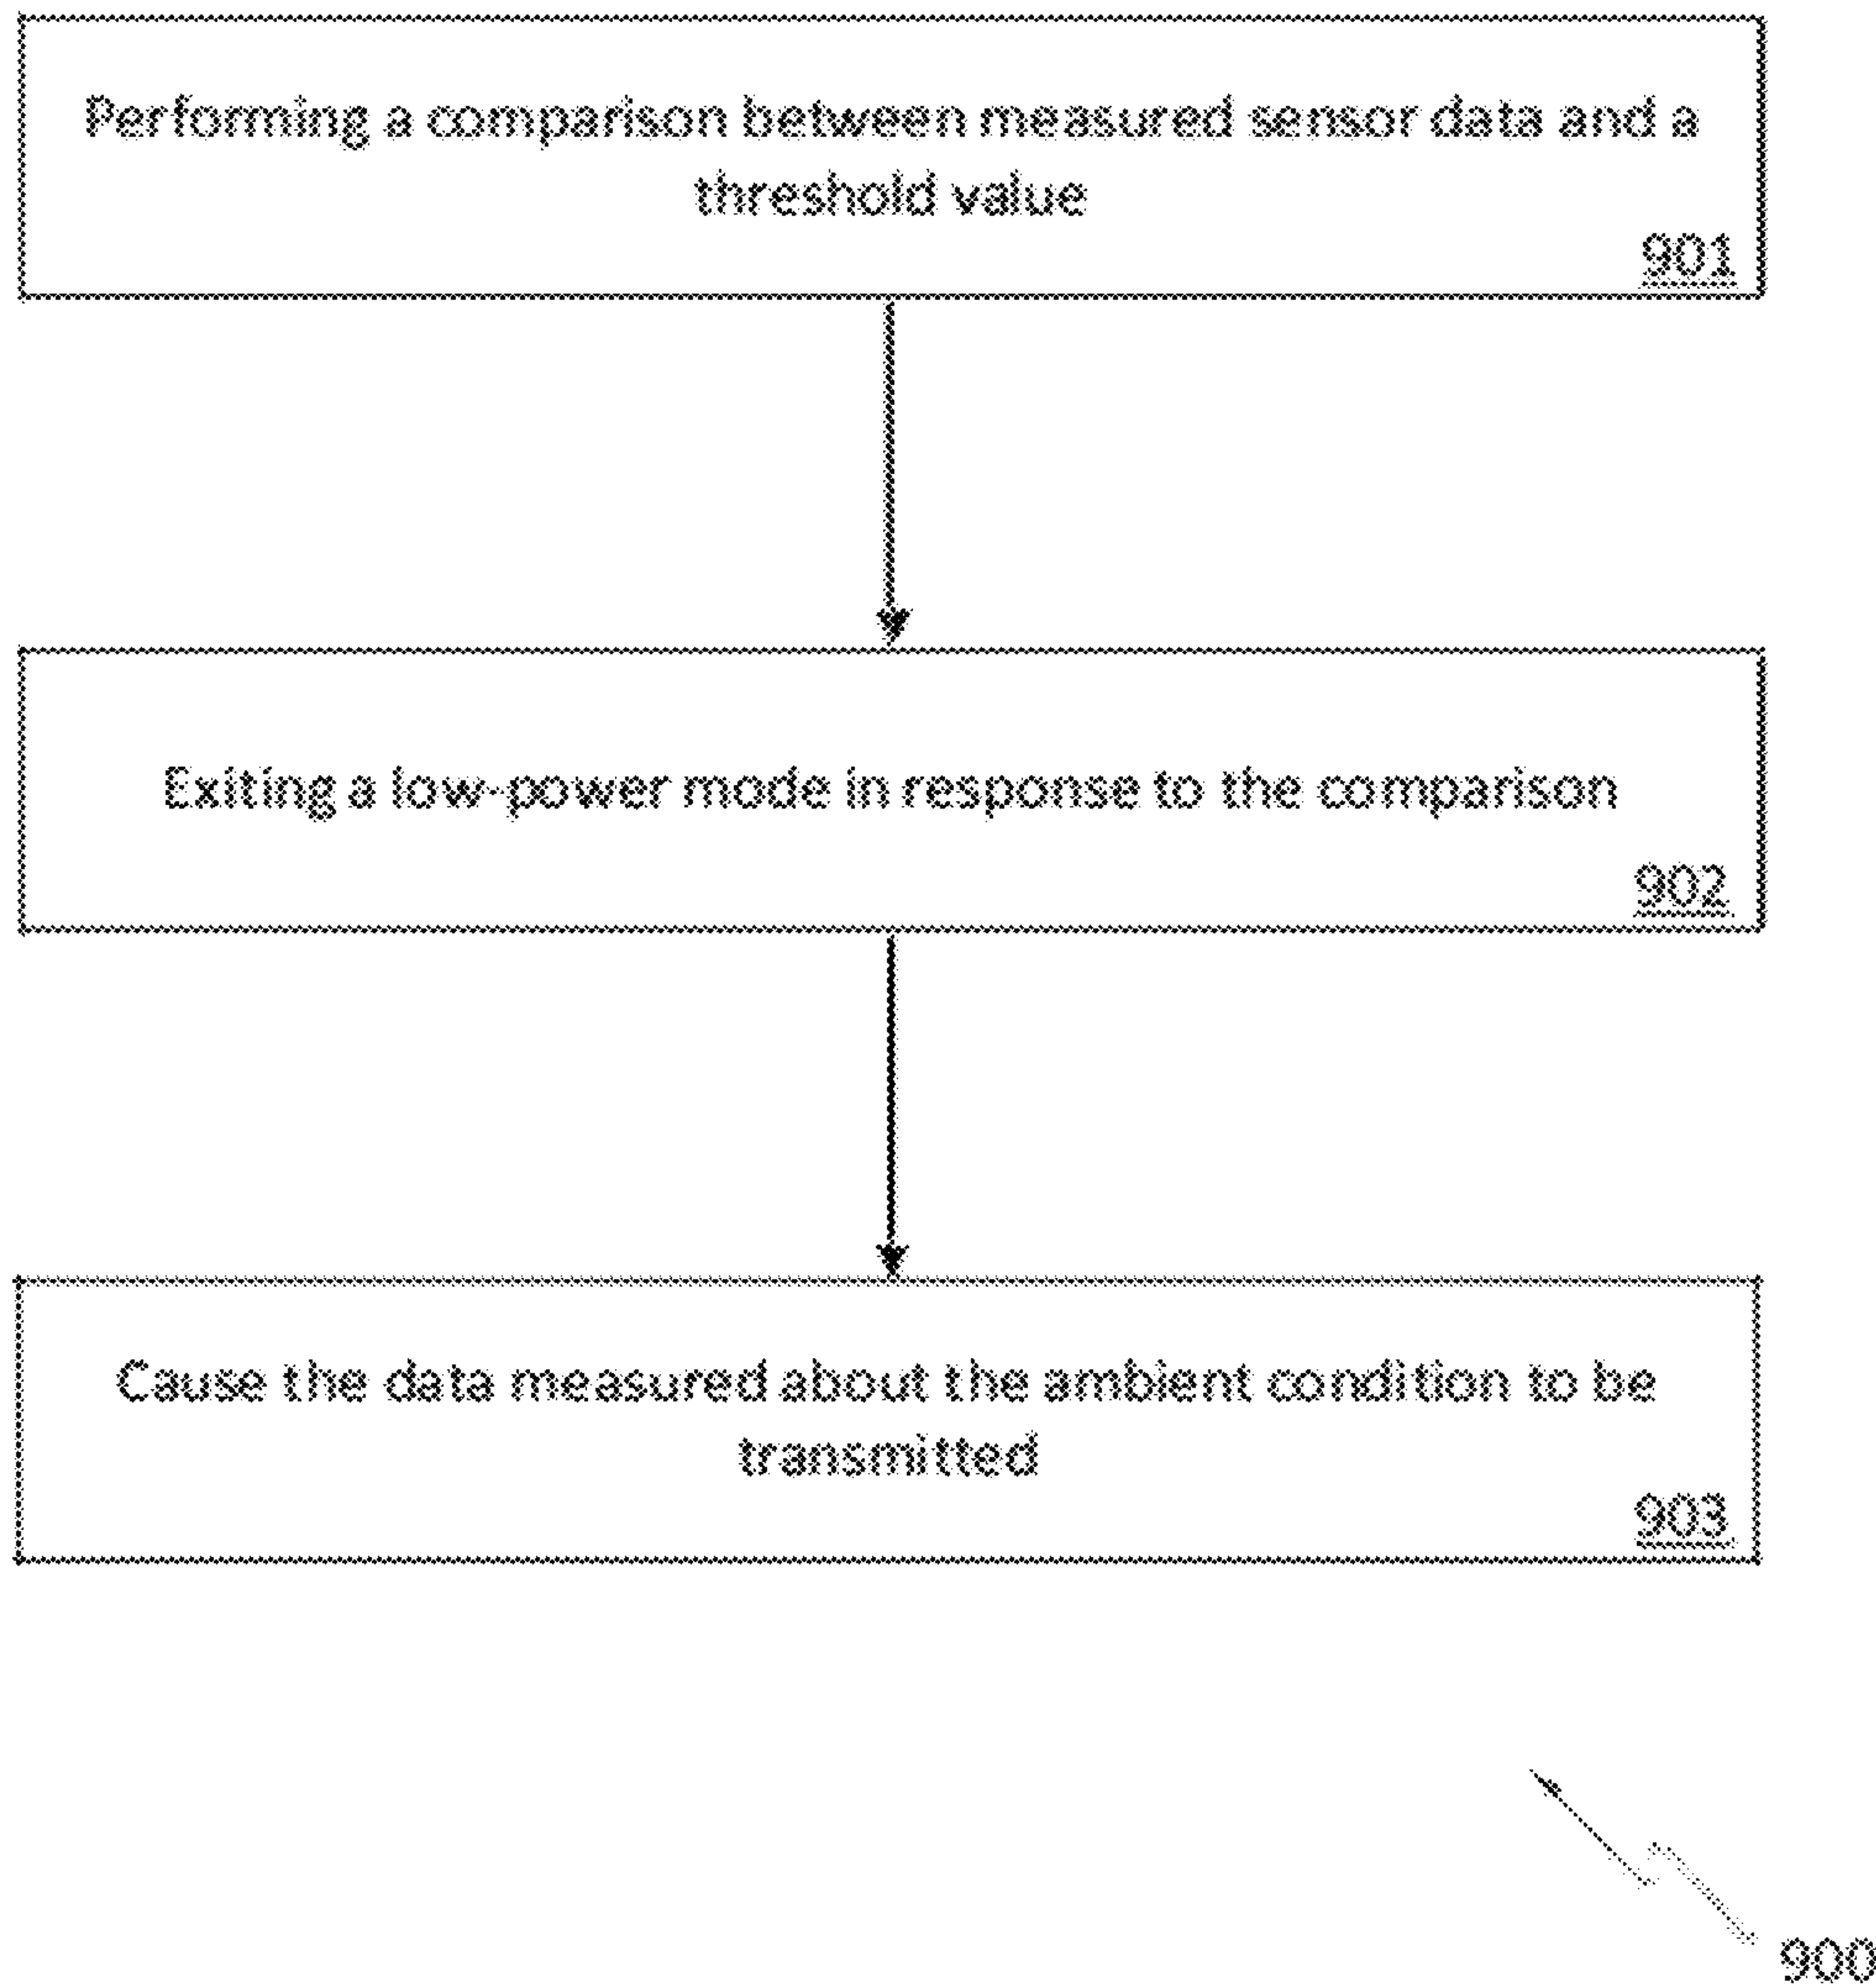 Performing a comparison between measured sensor data and a
threshold value
901
Exiting a low-power mode in response to the comparison
902
Cause the data measured about the ambient condition to be
transmitted
903
900